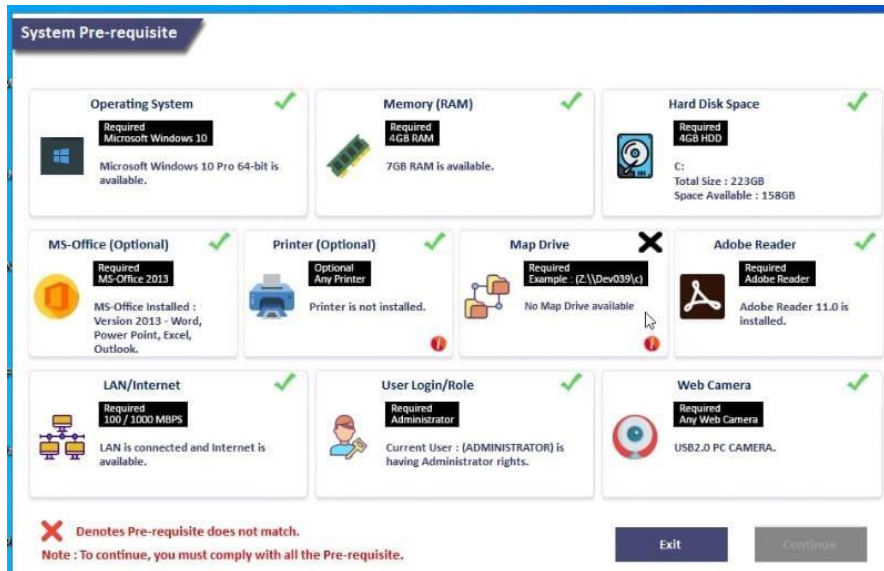 System Pre-requisite
Operating System
Required
Microsoft Windows 10
Microsoft Windows 10 Pro 64-bit is
available.
Memory (RAM)
Required
4GB RAM
7GB RAM is available.
Hard Disk Space
Required
4GB HDD
C:
Total Size : 223GB
Space Available : 158GB
MS-Office (Optional)
Required
MS-Office 2013
MS-Office Installed :
Version 2013 - Word,
Power Point, Excel,
Outlook.
Printer (Optional)
Optional
Any Printer
Printer is not installed.
Map Drive
Required
Example : (Z:\\Dev039\c)
No Map Drive available
Adobe Reader
Required
Adobe Reader
Adobe Reader 11.0 is
installed.
LAN/Internet
Required
100 / 1000 MBPS
LAN is connected and Internet is
available.
User Login/Role
Required
Administrator
Current User : (ADMINISTRATOR) is
having Administrator rights.
Web Camera
Required
Any Web Camera
USB2.0 PC CAMERA.
Denotes Pre-requisite does not match.
Note : To continue, you must comply with all the Pre-requisite.
Exit
Continue